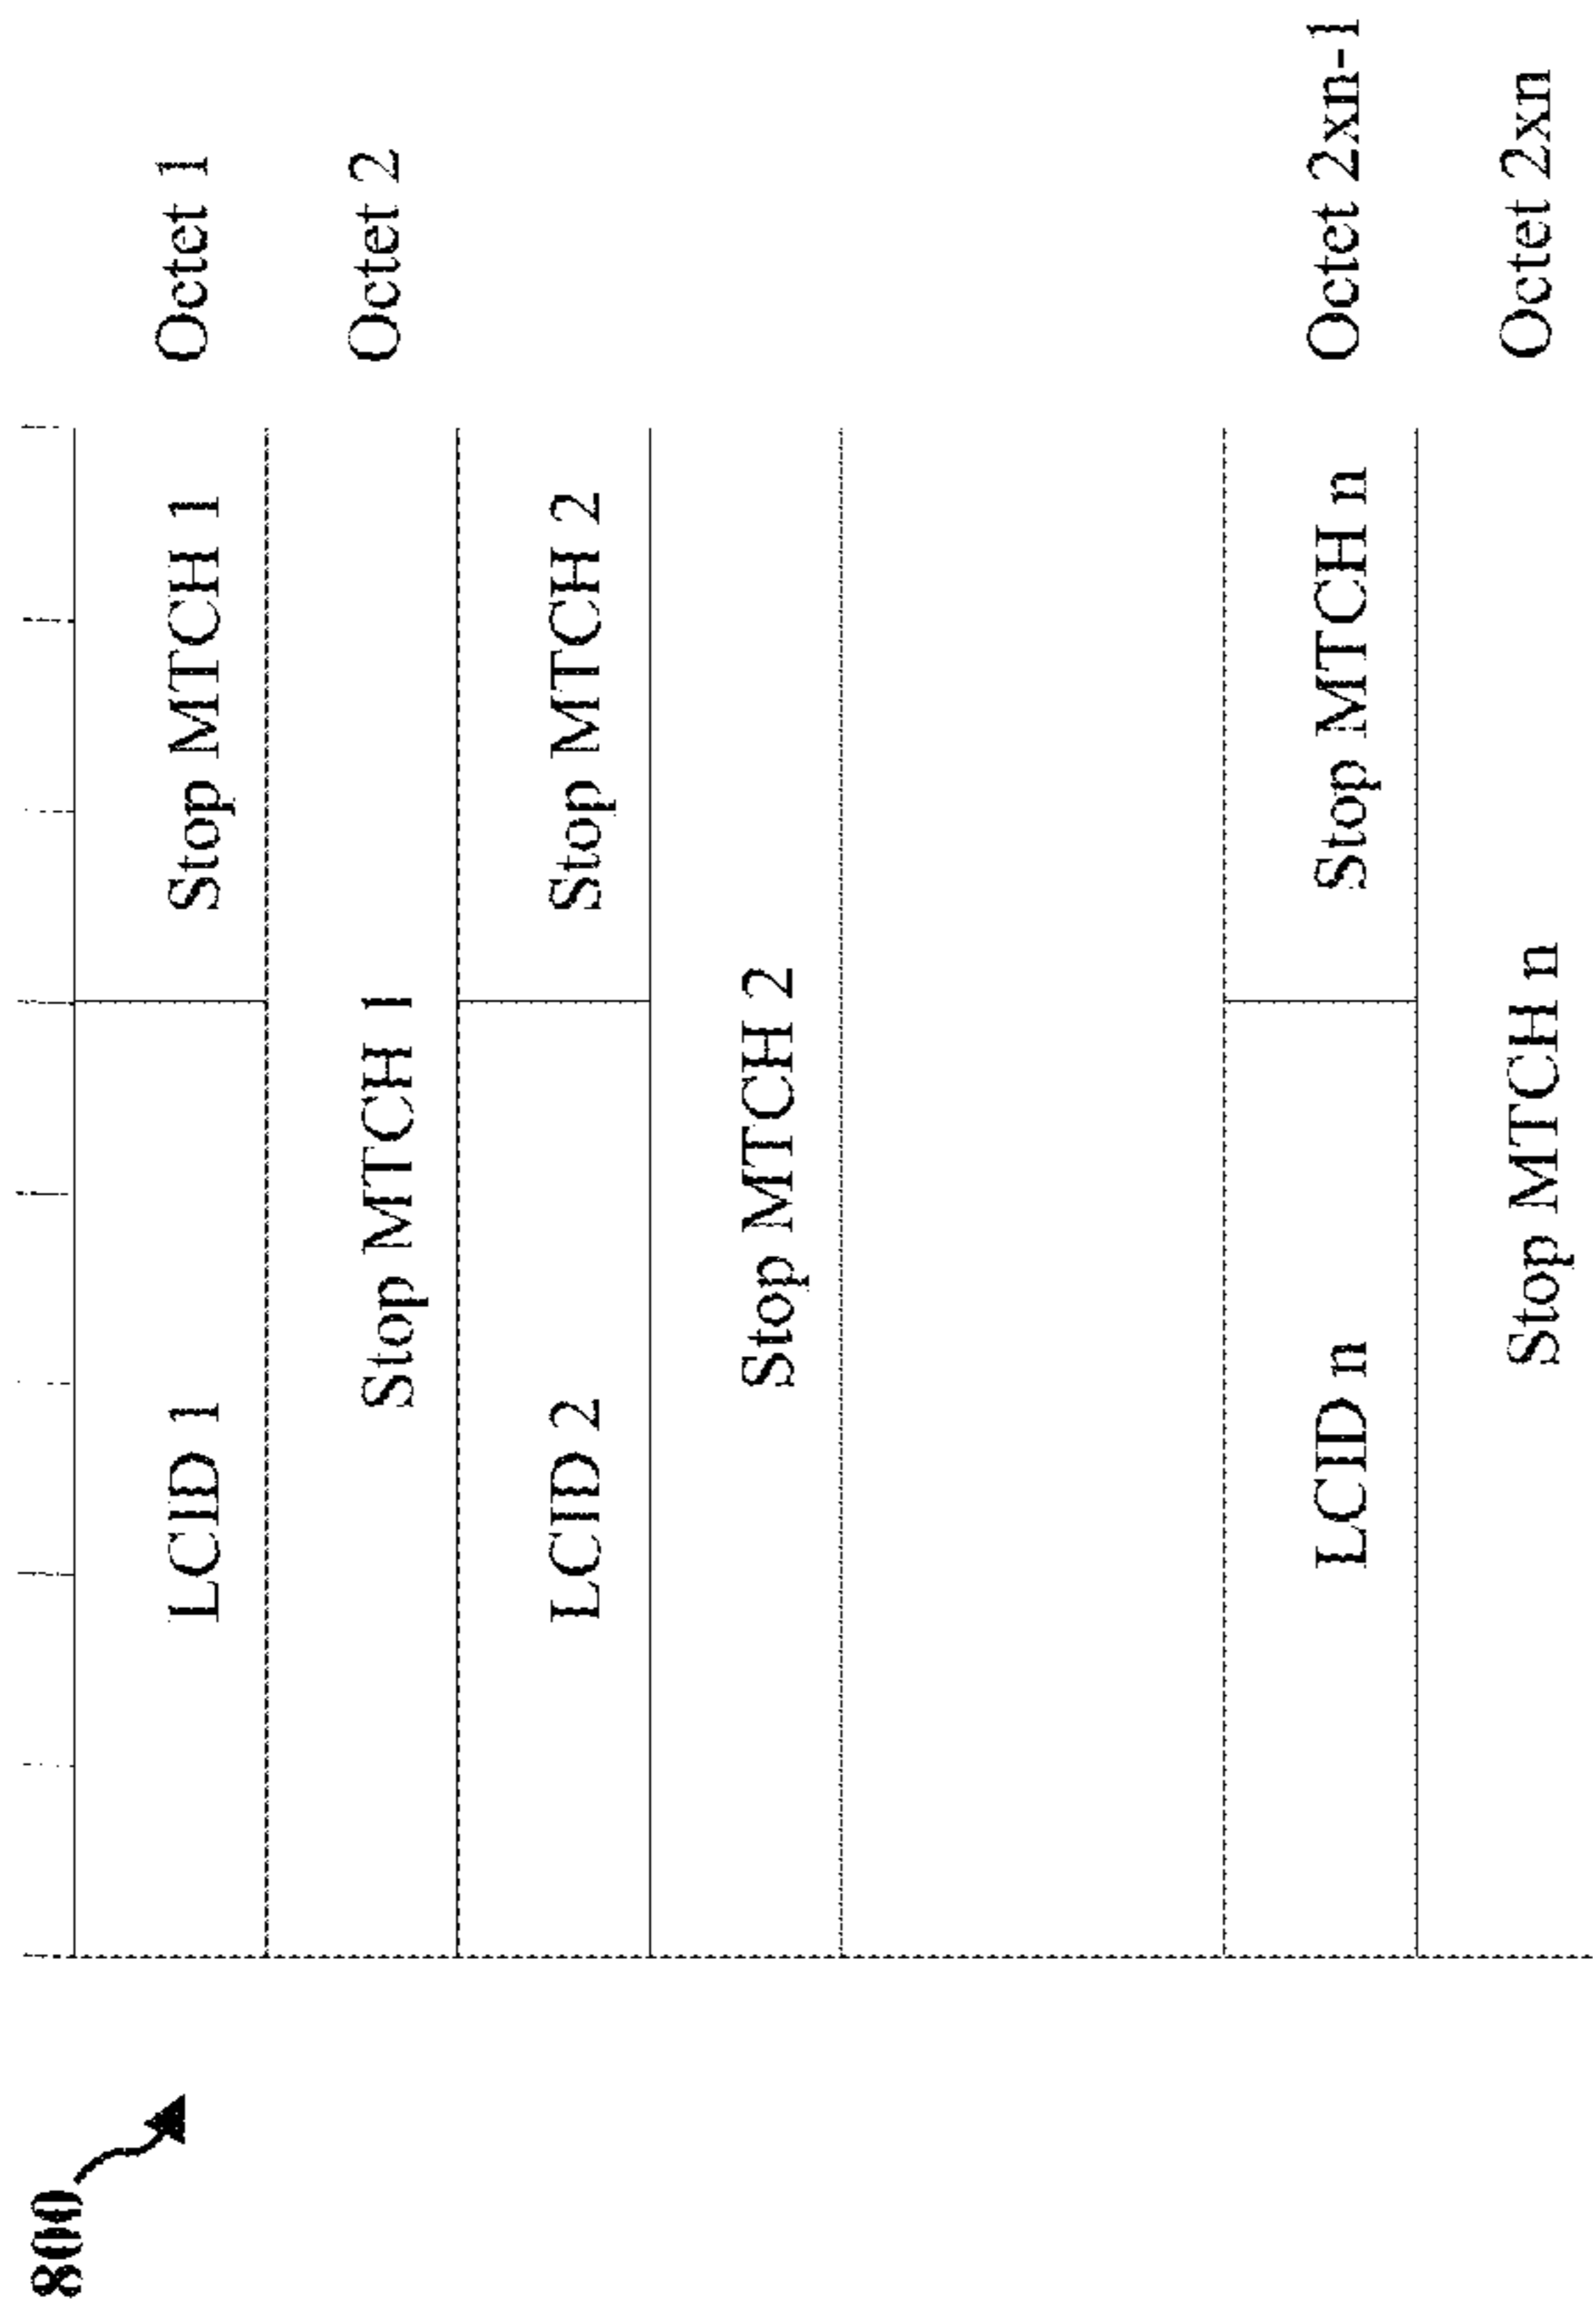 800
LCID 1 Stop MTCH 1 Octet 1
Stop MTCH 1 Octet 2
LCID 2 Stop MTCH 2
Stop MTCH 2
LCID n Stop MTCH n Octet 2xn-1
Stop MTCH n Octet 2xn